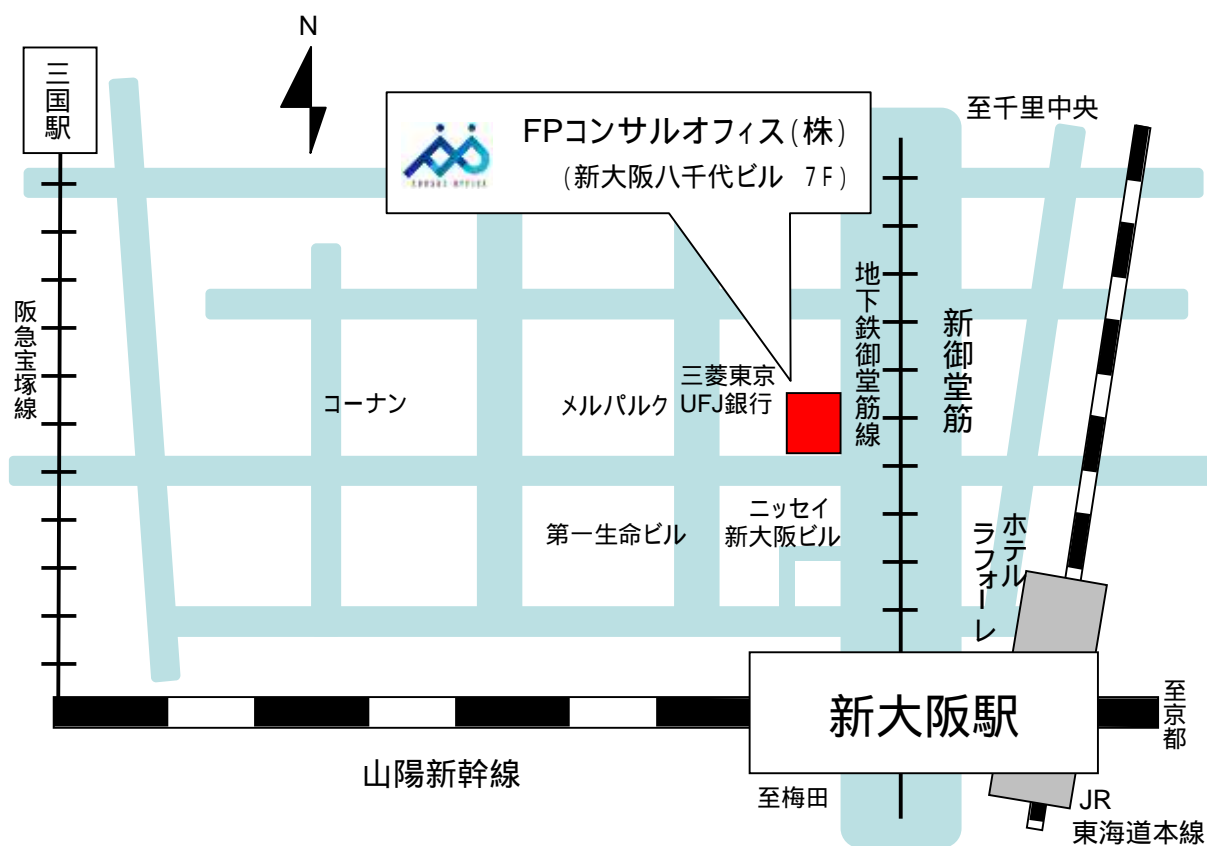 N
三国駅
至千里中央
FPコンサルオフィス(株)
(新大阪八千代ビル 7F)
阪急宝塚線
地下鉄御堂筋線
新御堂筋
コーナン
メルパルク
三菱東京
UFJ銀行
第一生命ビル
ニッセイ
新大阪ビル
ホテル
ラフォーレ
新大阪駅
至京都
山陽新幹線
至梅田
JR
東海道本線